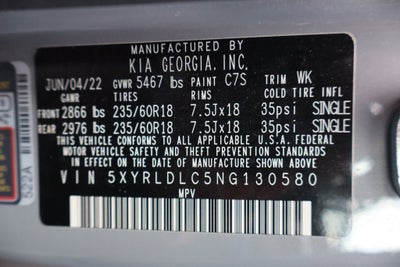 MANUFACTURED BY
KIA GEORGIA, INC.
JUN/04/22 GVWR 5467 lbs PAINT C7S TRIM WK
GAWR TIRES RIMS COLD TIRE INFL
FRONT 2866 lbs 235/60R18 7.5Jx18 35psi SINGLE
REAR 2976 lbs 235/60R18 7.5Jx18 35psi SINGLE
THIS VEHICLE CONFORMS TO ALL APPLICABLE U.S.A. FEDERAL
MOTOR VEHICLE SAFETY AND THEFT PREVENTION STANDARDS
IN EFFECT ON THE DATE OF MANUFACTURE SHOWN ABOVE.
VIN 5XYRLDLC5NG130580
MPV
522A